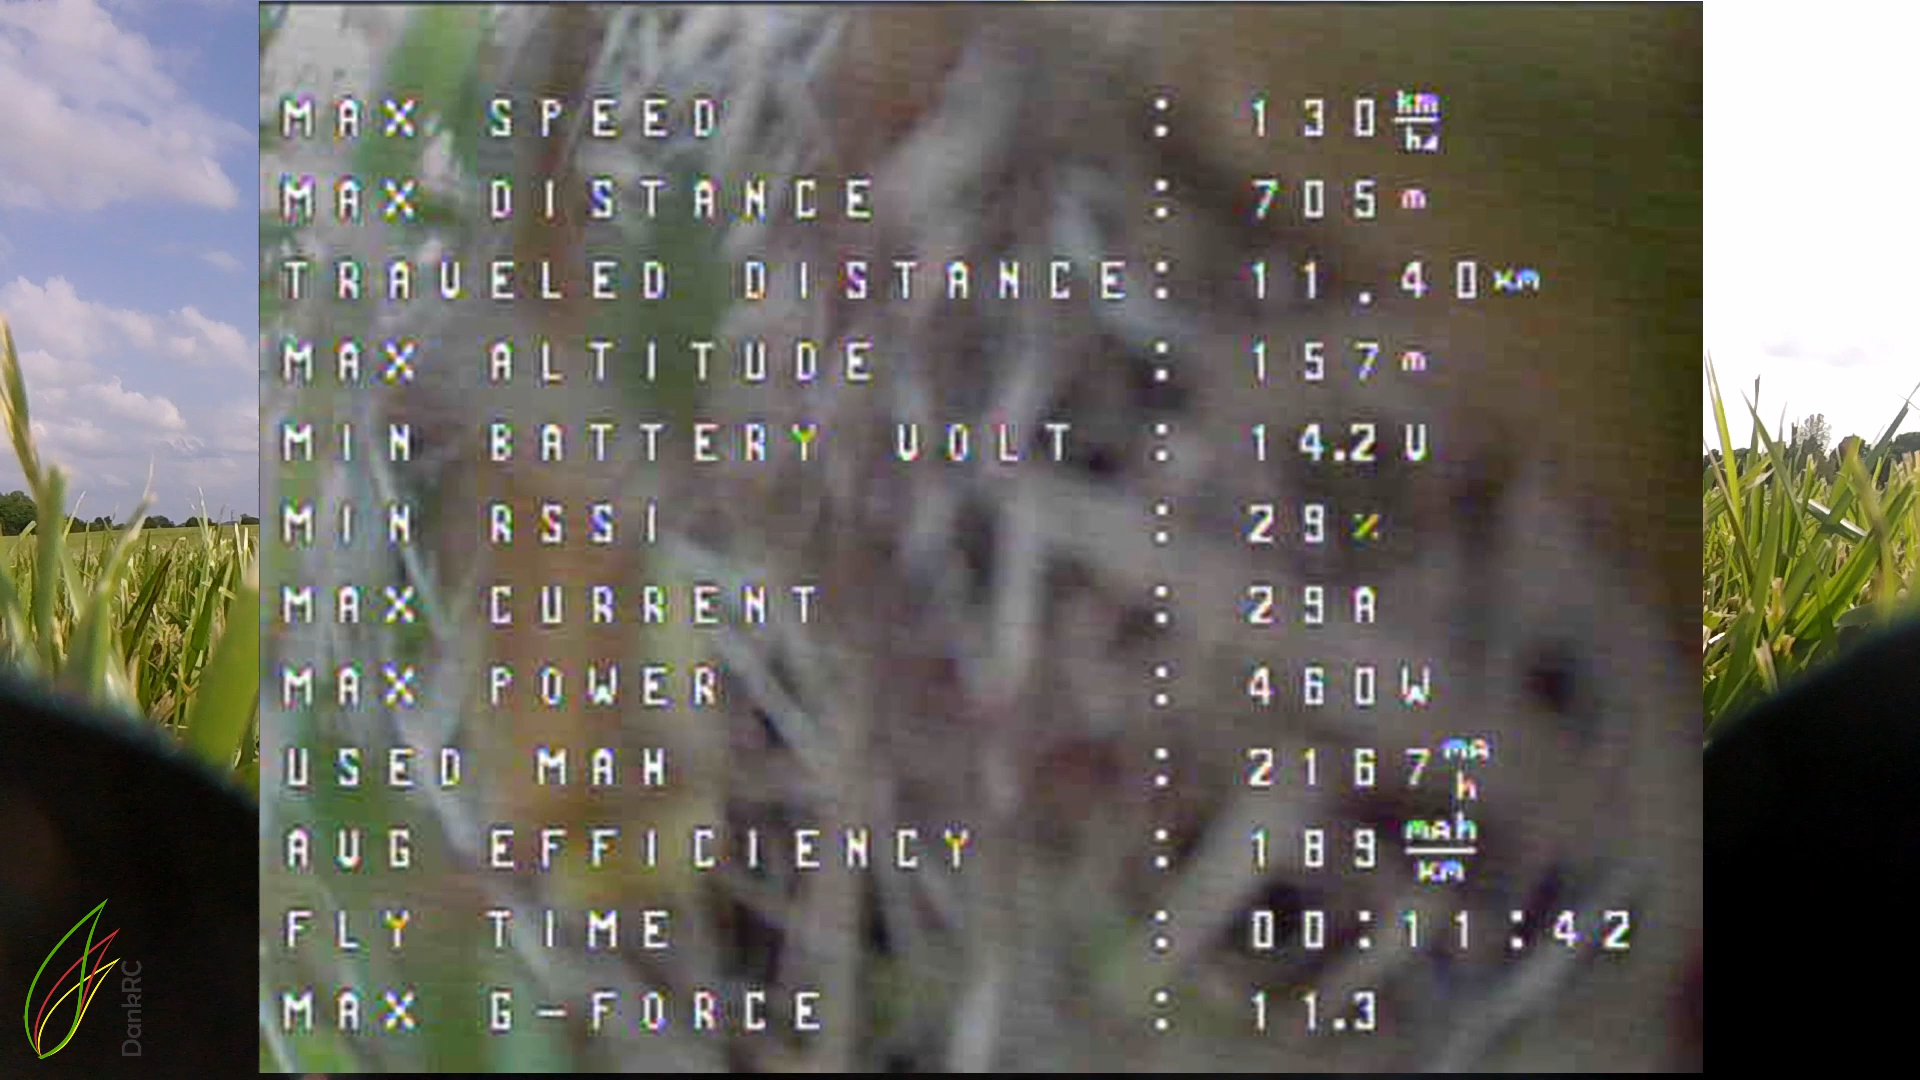 MAX SPEED : 130 km/h
MAX DISTANCE : 705 m
TRAVELED DISTANCE: 11.40 km
MAX ALTITUDE : 157 m
MIN BATTERY VOLT : 14.2 V
MIN RSSI : 29 %
MAX CURRENT : 29 A
MAX POWER : 460 W
USED MAH : 2167 mAh
AVG EFFICIENCY : 189 mAh/km
FLY TIME : 00:11:42
MAX G-FORCE : 11.3
DankRC